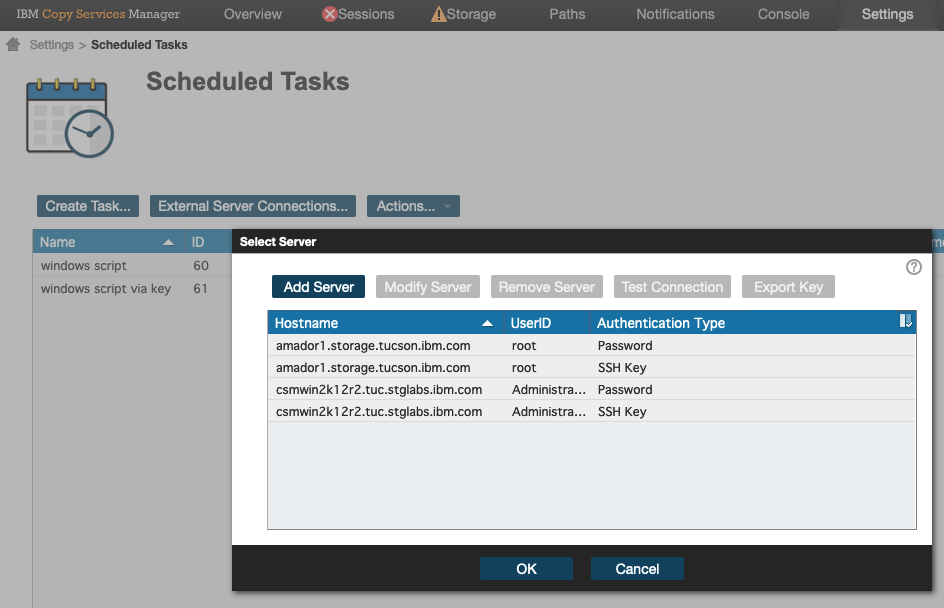 IBM Copy Services Manager Overview Sessions Storage Paths Notifications Console Settings
Settings > Scheduled Tasks
Scheduled Tasks
Create Task... External Server Connections... Actions...
Name ID
windows script 60
windows script via key 61
Select Server
?
Add Server Modify Server Remove Server Test Connection Export Key
Hostname UserID Authentication Type
amador1.storage.tucson.ibm.com root Password
amador1.storage.tucson.ibm.com root SSH Key
csmwin2k12r2.tuc.stglabs.ibm.com Administra... Password
csmwin2k12r2.tuc.stglabs.ibm.com Administra... SSH Key
OK Cancel